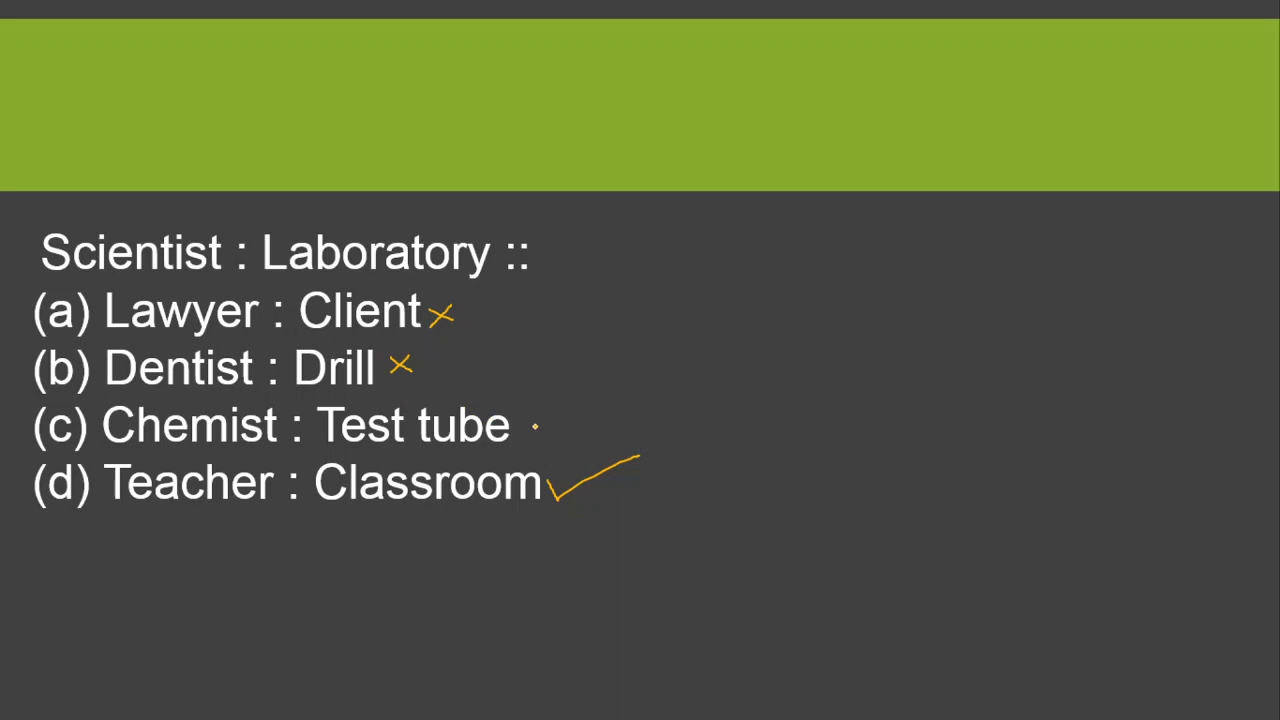 Scientist : Laboratory ::
(a) Lawyer : Client
(b) Dentist : Drill
(c) Chemist : Test tube
(d) Teacher : Classroom